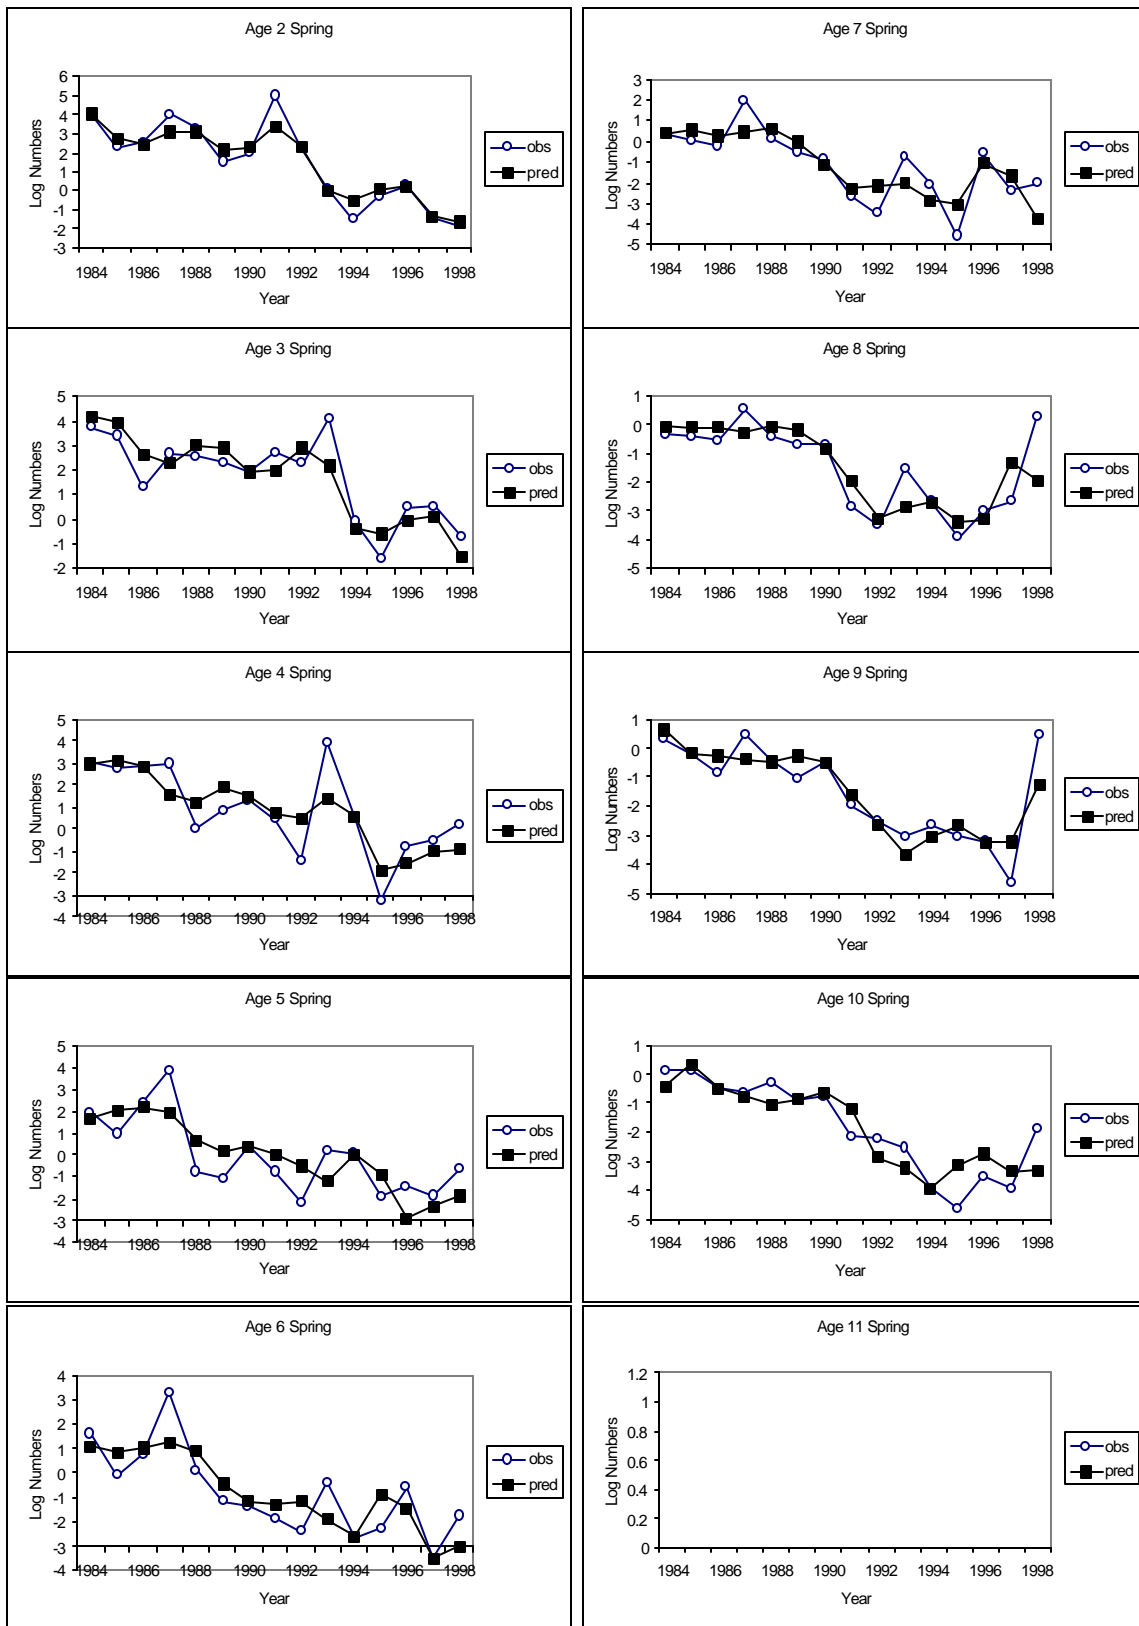 Age 2 Spring
6
5
4
3
2
1
0
-1
-2
-3
Log Numbers
1984 1986 1988 1990 1992 1994 1996 1998
Year
obs
pred
Age 7 Spring
3
2
1
0
-1
-2
-3
-4
-5
Log Numbers
1984 1986 1988 1990 1992 1994 1996 1998
Year
obs
pred
Age 3 Spring
5
4
3
2
1
0
-1
-2
Log Numbers
1984 1986 1988 1990 1992 1994 1996 1998
Year
obs
pred
Age 8 Spring
1
0
-1
-2
-3
-4
-5
Log Numbers
1984 1986 1988 1990 1992 1994 1996 1998
Year
obs
pred
Age 4 Spring
5
4
3
2
1
0
-1
-2
-3
-4
Log Numbers
1984 1986 1988 1990 1992 1994 1996 1998
Year
obs
pred
Age 9 Spring
1
0
-1
-2
-3
-4
-5
Log Numbers
1984 1986 1988 1990 1992 1994 1996 1998
Year
obs
pred
Age 5 Spring
5
4
3
2
1
0
-1
-2
-3
-4
Log Numbers
1984 1986 1988 1990 1992 1994 1996 1998
Year
obs
pred
Age 10 Spring
1
0
-1
-2
-3
-4
-5
Log Numbers
1984 1986 1988 1990 1992 1994 1996 1998
Year
obs
pred
Age 6 Spring
4
3
2
1
0
-1
-2
-3
-4
Log Numbers
1984 1986 1988 1990 1992 1994 1996 1998
Year
obs
pred
Age 11 Spring
1.2
1
0.8
0.6
0.4
0.2
0
Log Numbers
1984 1986 1988 1990 1992 1994 1996 1998
Year
obs
pred